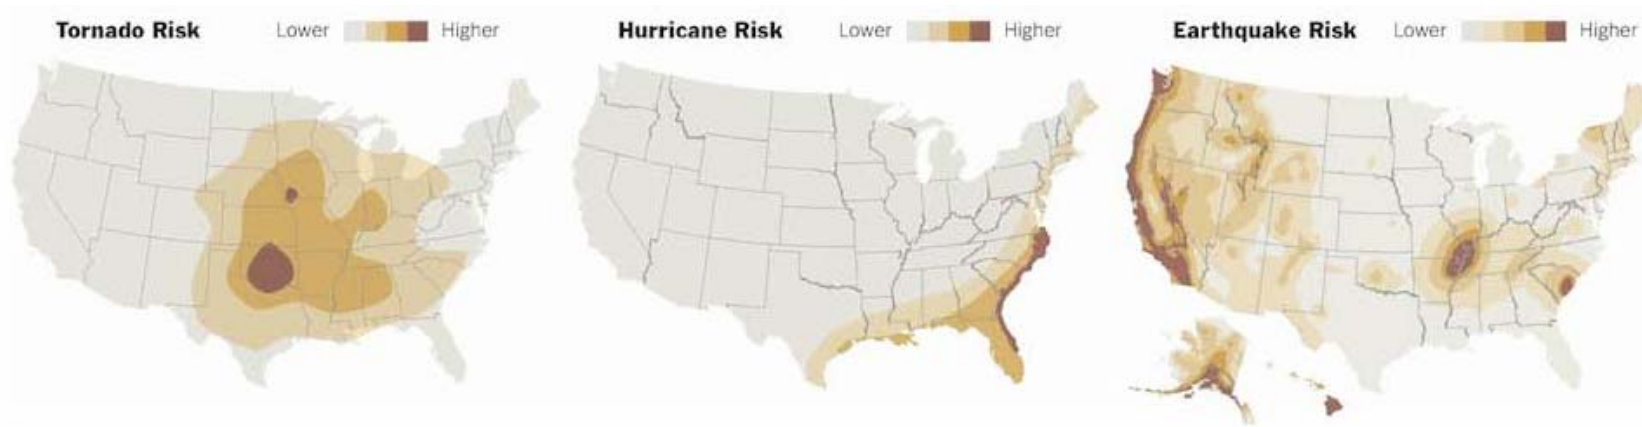 Tornado Risk Lower Higher
Hurricane Risk Lower Higher
Earthquake Risk Lower Higher